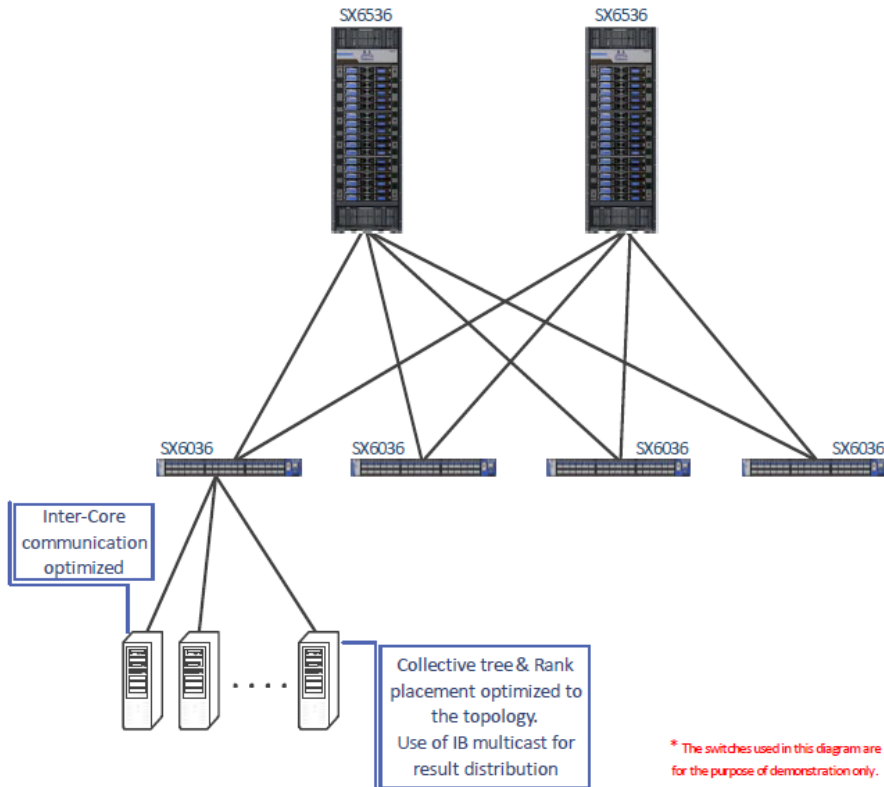 SX6536
SX6536
SX6036
SX6036
SX6036
SX6036
Inter-Core
communication
optimized
Collective tree & Rank
placement optimized to
the topology.
Use of IB multicast for
result distribution
* The switches used in this diagram are
for the purpose of demonstration only.